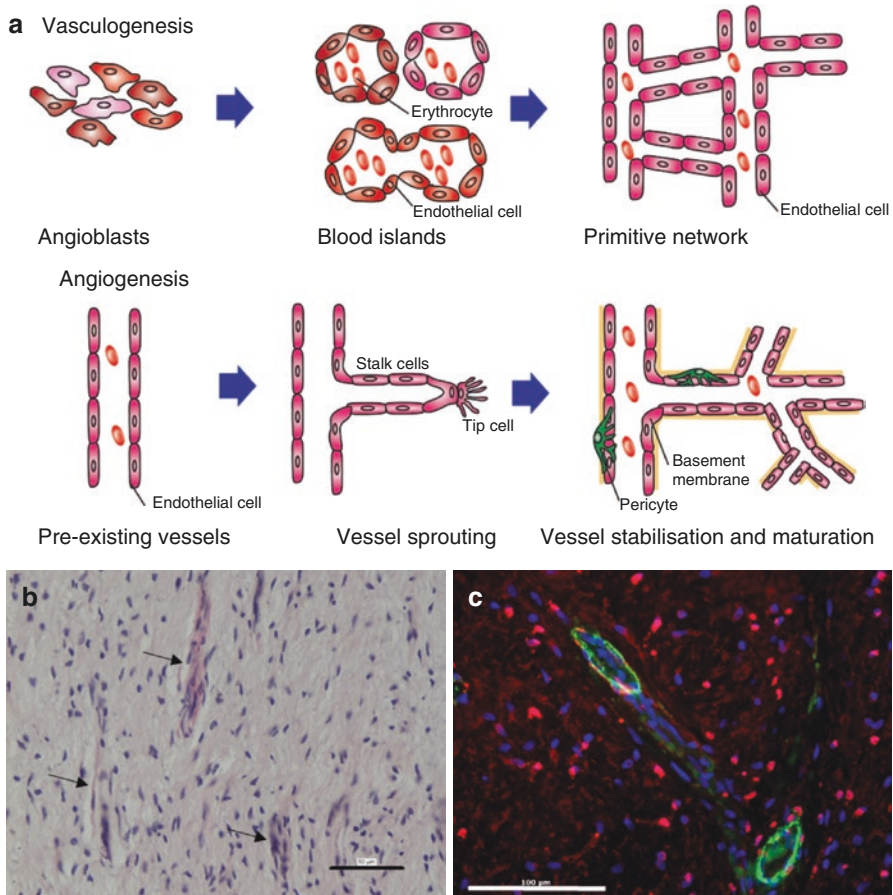 a Vasculogenesis
Erythrocyte
Endothelial cell
Endothelial cell
Angioblasts
Blood islands
Primitive network
Angiogenesis
Stalk cells
Tip cell
Endothelial cell
Basement
membrane
Pericyte
Pre-existing vessels
Vessel sprouting
Vessel stabilisation and maturation
b
c
100 µm